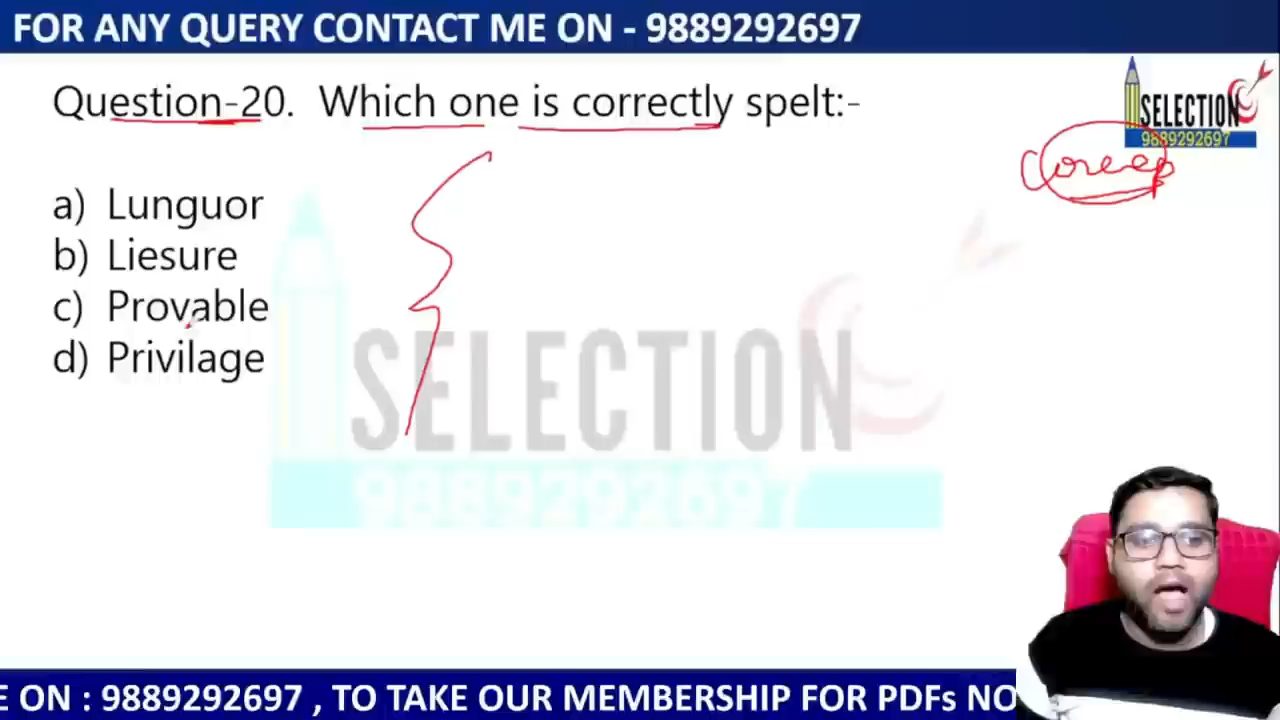 FOR ANY QUERY CONTACT ME ON - 9889292697
Question-20. Which one is correctly spelt:-
SELECTION
9889292697
a) Lunguor
b) Liesure
c) Provable
d) Privilage
SELECTION
9889292697
E ON : 9889292697 , TO TAKE OUR MEMBERSHIP FOR PDFs NO